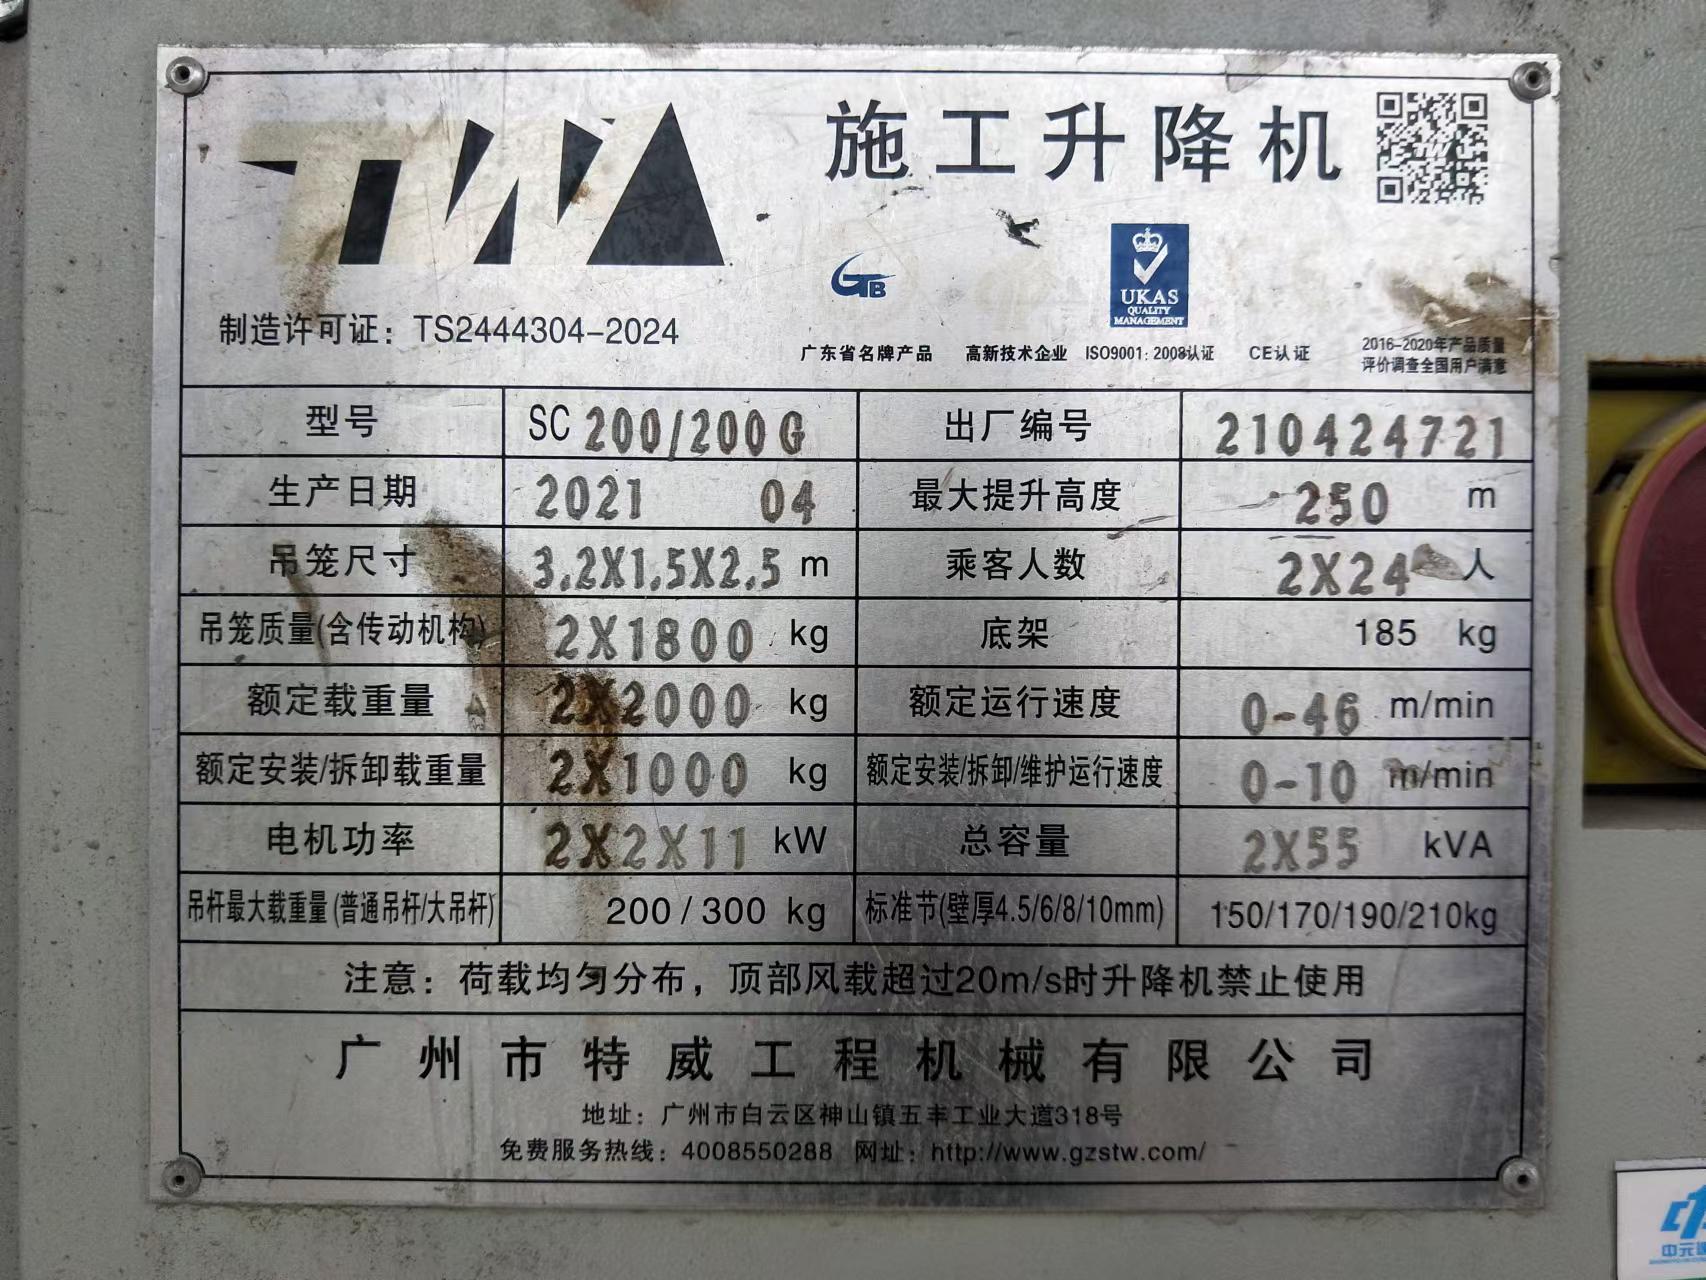 TWA
施工升降机
GTB
UKAS
QUALITY
MANAGEMENT
制造许可证：TS2444304-2024
广东省名牌产品 高新技术企业 ISO9001：2008认证 CE认证
2016-2020年产品质量
评价调查全国用户满意
型号 SC 200/200G 出厂编号 210424721
生产日期 2021 04 最大提升高度 250 m
吊笼尺寸 3.2X1.5X2.5 m 乘客人数 2X24 人
吊笼质量(含传动机构) 2X1800 kg 底架 185 kg
额定载重量 2X2000 kg 额定运行速度 0-46 m/min
额定安装/拆卸载重量 2X1000 kg 额定安装/拆卸/维护运行速度 0-10 m/min
电机功率 2X2X11 kW 总容量 2X55 kVA
吊杆最大载重量(普通吊杆/大吊杆) 200/300 kg 标准节(壁厚4.5/6/8/10mm) 150/170/190/210kg
注意：荷载均匀分布，顶部风载超过20m/s时升降机禁止使用
广州市特威工程机械有限公司
地址：广州市白云区神山镇五丰工业大道318号
免费服务热线：4008550288 网址：http://www.gzstw.com/
中元